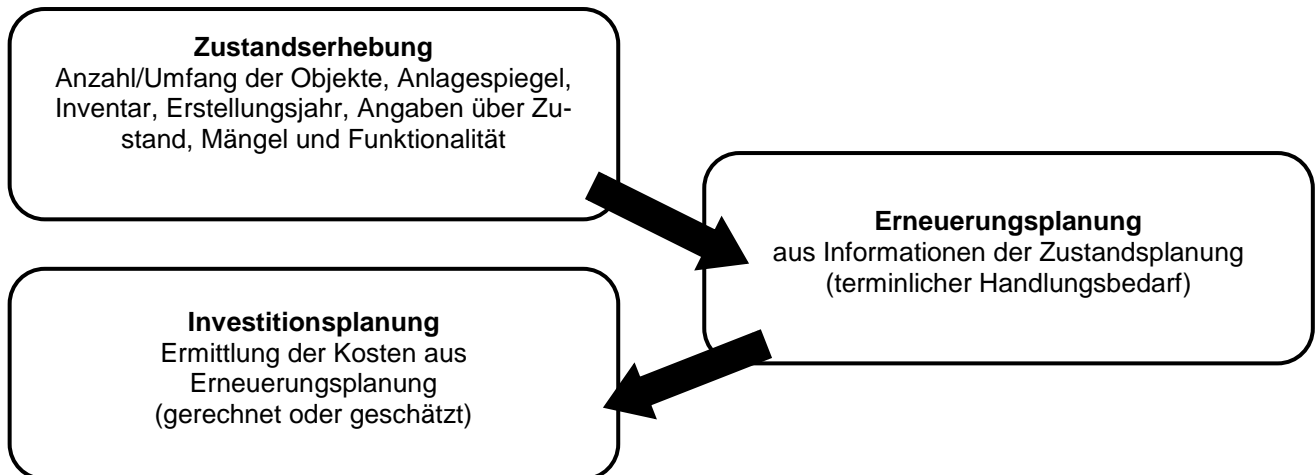 Zustandserhebung
Anzahl/Umfang der Objekte, Anlagespiegel,
Inventar, Erstellungsjahr, Angaben über Zu-
stand, Mängel und Funktionalität
Erneuerungsplanung
aus Informationen der Zustandsplanung
(terminlicher Handlungsbedarf)
Investitionsplanung
Ermittlung der Kosten aus
Erneuerungsplanung
(gerechnet oder geschätzt)